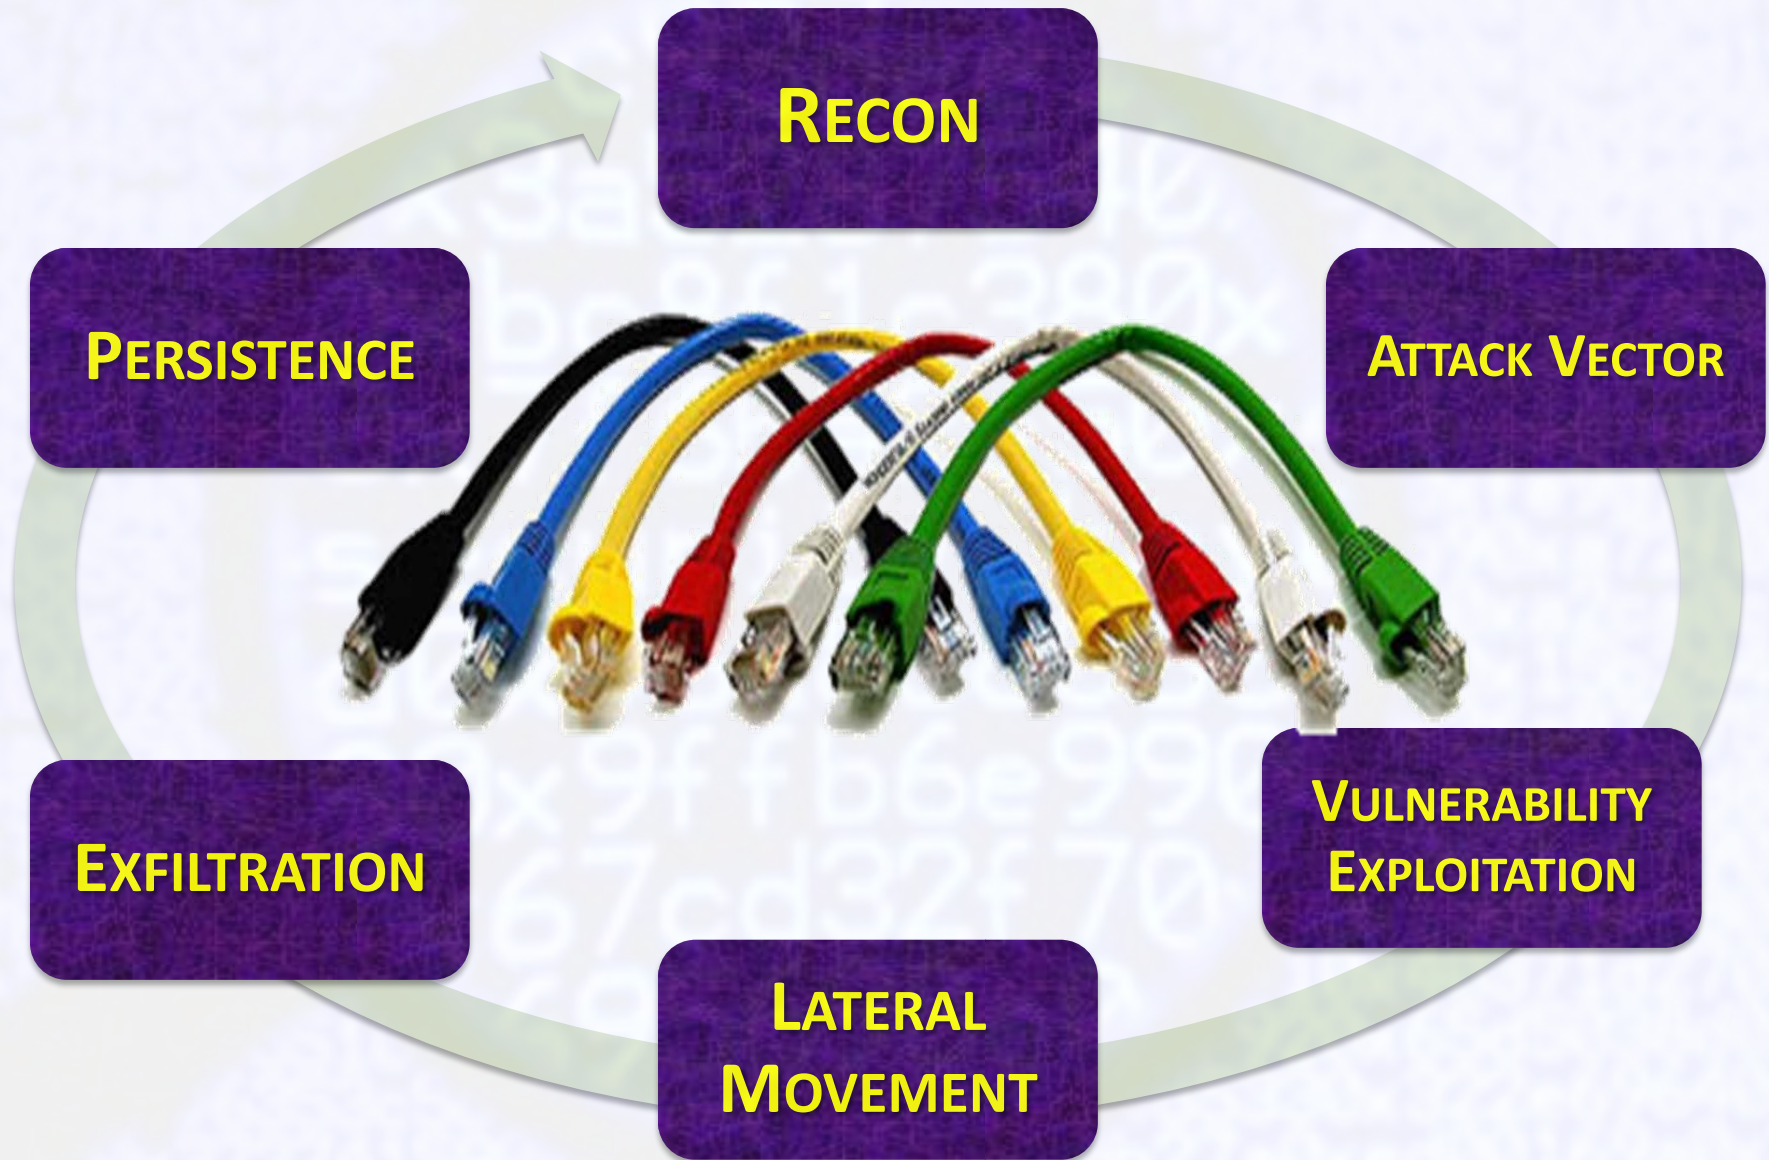 RECON
ATTACK VECTOR
VULNERABILITY
EXPLOITATION
LATERAL
MOVEMENT
EXFILTRATION
PERSISTENCE